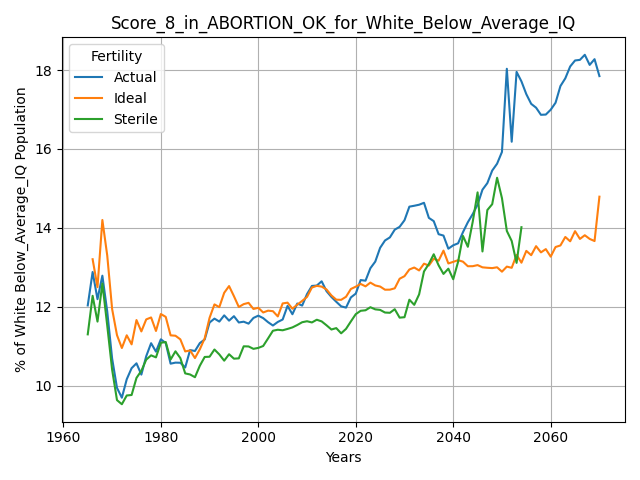 Score_8_in_ABORTION_OK_for_White_Below_Average_IQ
Fertility
Actual
Ideal
Sterile
% of White Below_Average_IQ Population
18
16
14
12
10
1960
1980
2000
2020
2040
2060
Years